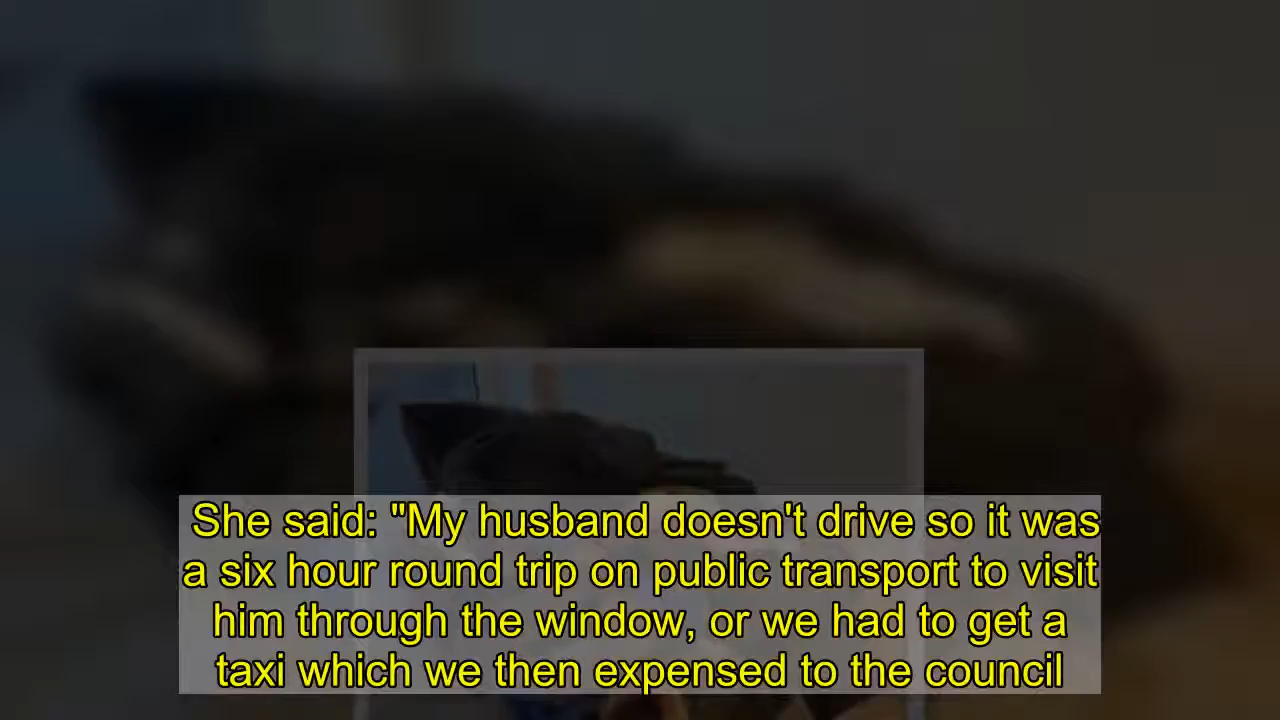 She said: "My husband doesn't drive so it was
a six hour round trip on public transport to visit
him through the window, or we had to get a
taxi which we then expensed to the council